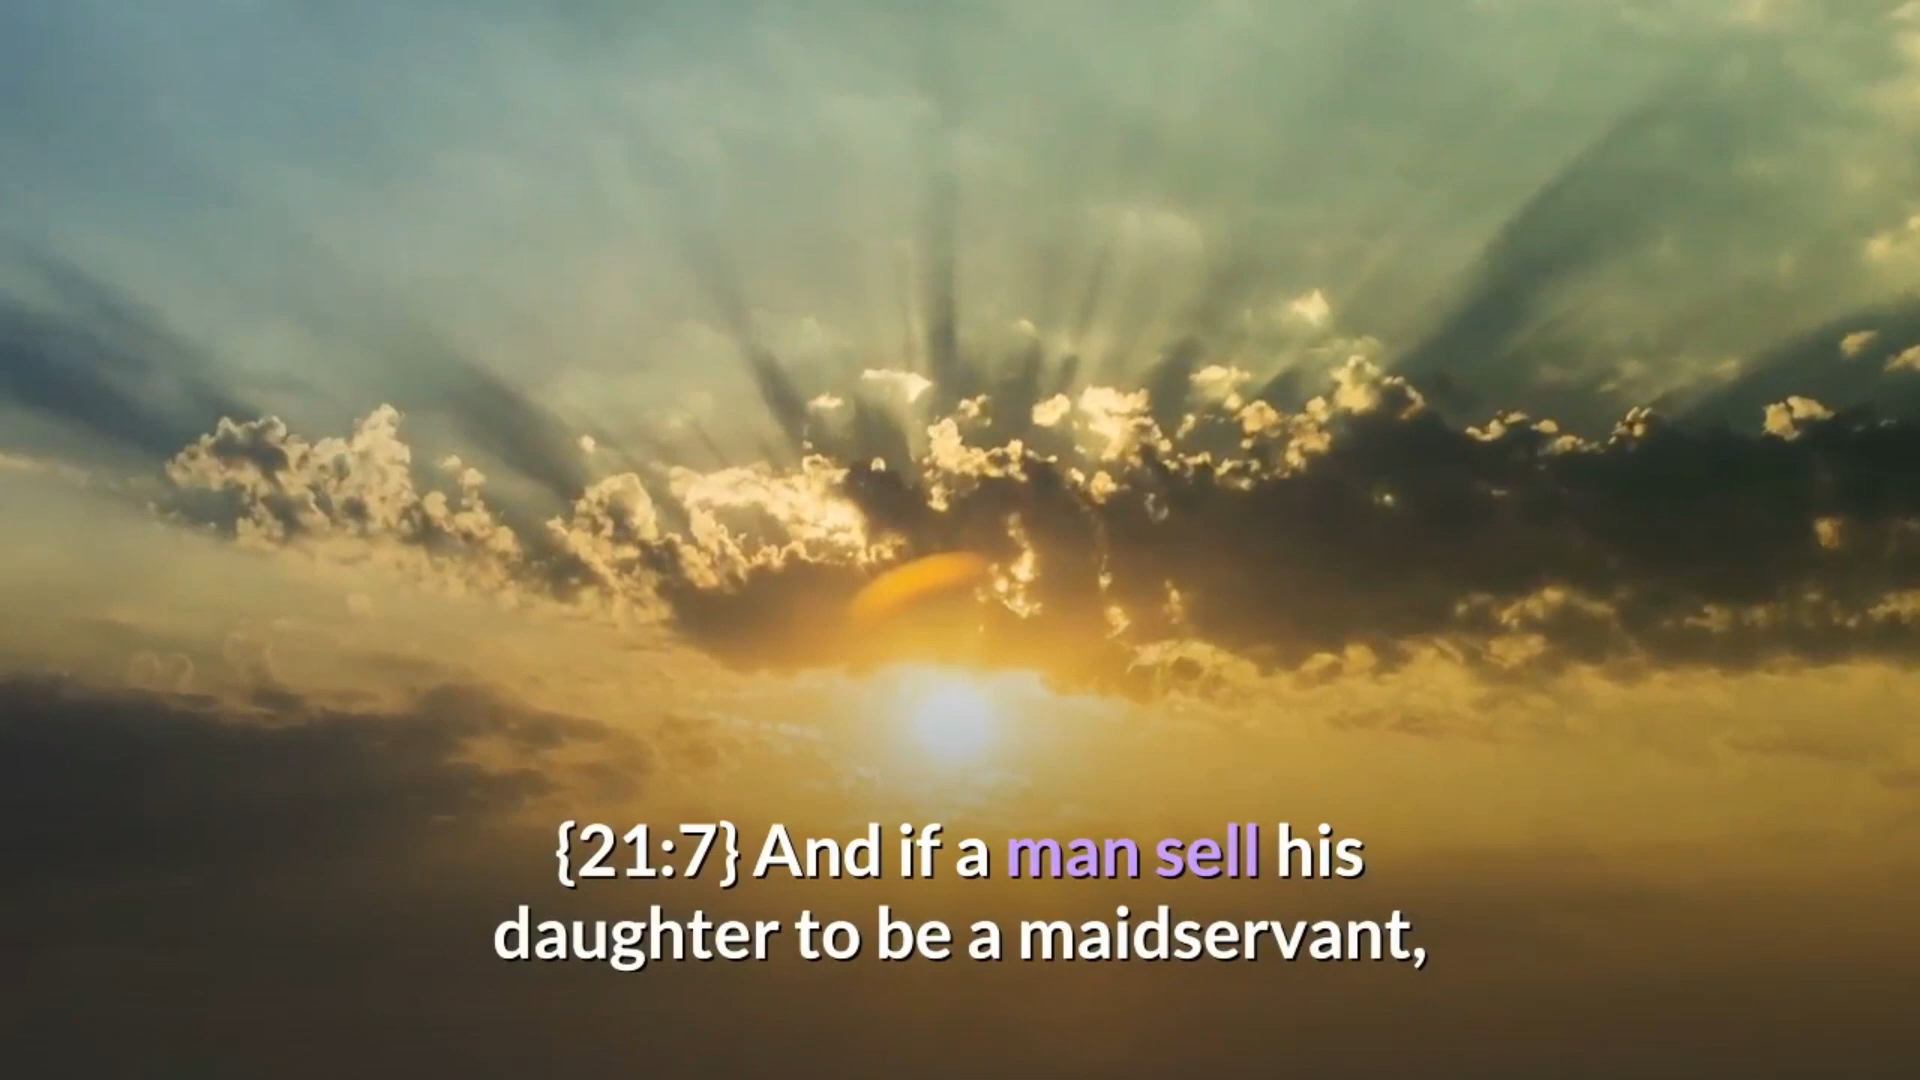 {21:7} And if a man sell his
daughter to be a maidservant,